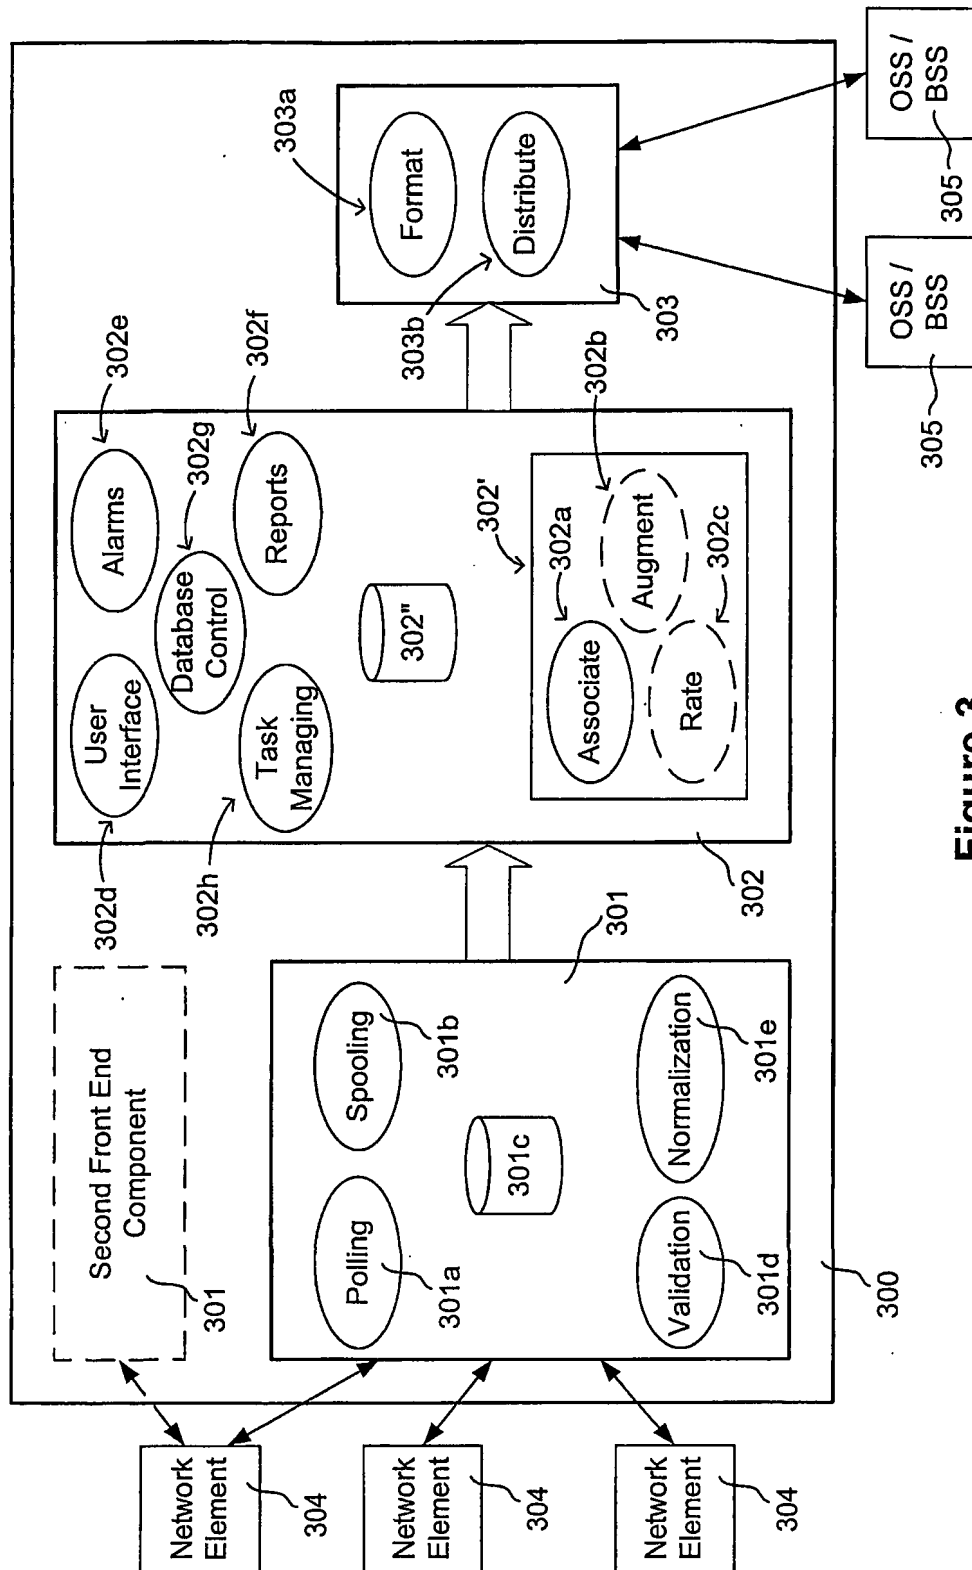 Second Front End
Component
301
User
Interface
302d
Alarms
302e
Database
Control
302g
Task
Managing
302h
Reports
302f
302"
302'
Associate
302a
Augment
302b
Rate
302c
302
Polling
301a
Spooling
301b
301c
Validation
301d
Normalization
301e
301
Format
303a
Distribute
303b
303
Network
Element
304
Network
Element
304
Network
Element
304
300
OSS /
BSS
305
OSS /
BSS
305
Figure